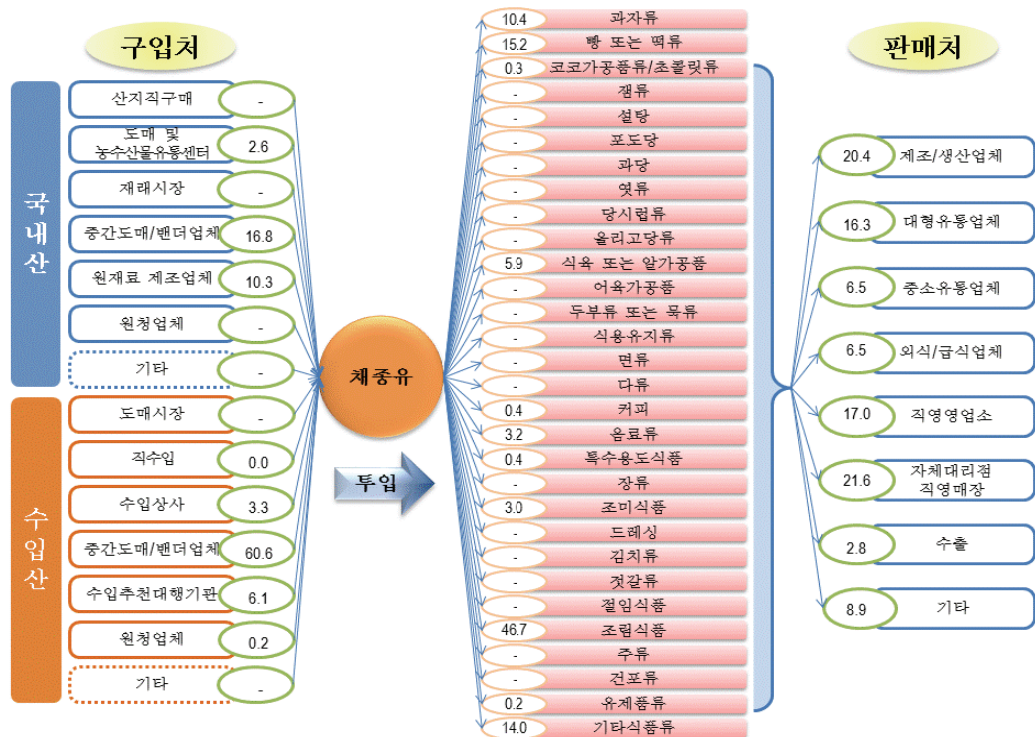 구입처
국내산
산지직구매
-
도매 및
농수산물유통센터
2.6
재래시장
-
중간도매/밴더업체
16.8
원재료 제조업체
10.3
원청업체
-
기타
-
수입산
도매시장
-
직수입
0.0
수입상사
3.3
중간도매/밴더업체
60.6
수입추천대행기관
6.1
원청업체
0.2
기타
-
채종유
투입
10.4 과자류
15.2 빵 또는 떡류
0.3 코코가공품류/초콜릿류
- 잼류
- 설탕
- 포도당
- 과당
- 엿류
- 당시럽류
- 올리고당류
5.9 식육 또는 알가공품
- 어육가공품
- 두부류 또는 묵류
- 식용유지류
- 면류
- 다류
0.4 커피
3.2 음료류
0.4 특수용도식품
- 장류
3.0 조미식품
- 드레싱
- 김치류
- 젓갈류
- 절임식품
46.7 조림식품
- 주류
- 건포류
0.2 유제품류
14.0 기타식품류
판매처
20.4 제조/생산업체
16.3 대형유통업체
6.5 중소유통업체
6.5 외식/급식업체
17.0 직영영업소
21.6 자체대리점
직영매장
2.8 수출
8.9 기타